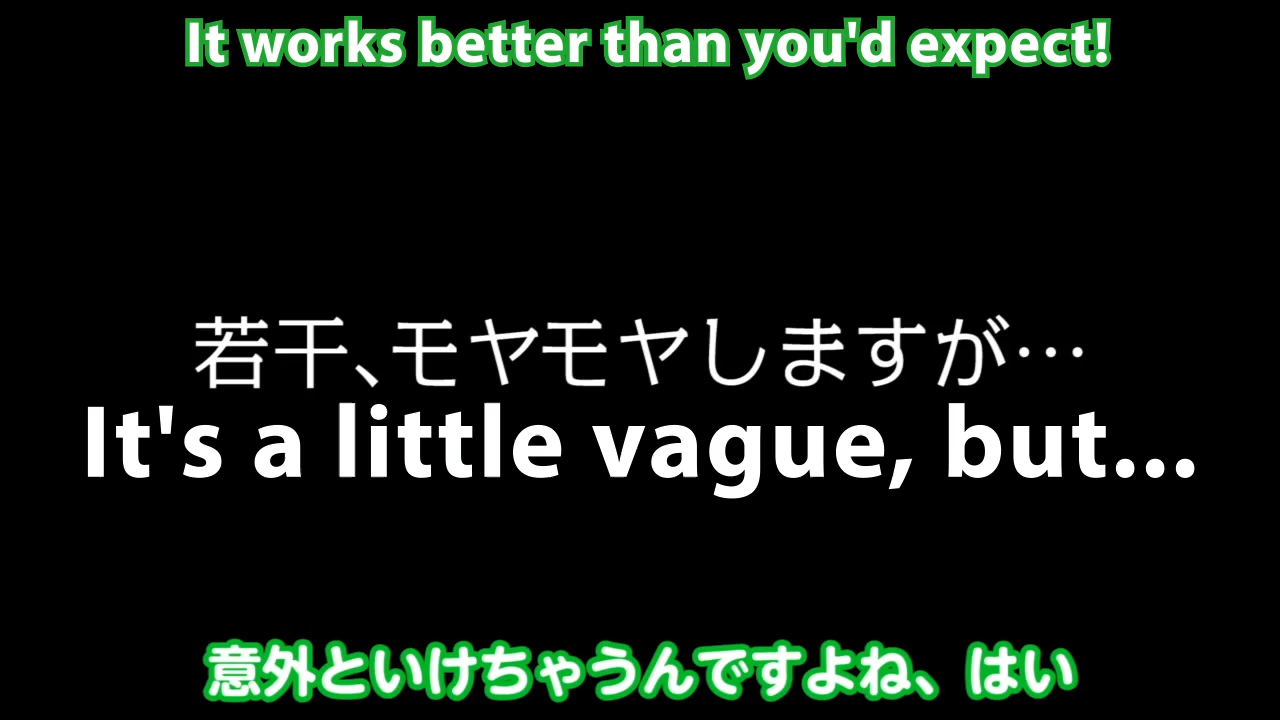 It works better than you'd expect!
若干、モヤモヤしますが…
It's a little vague, but...
意外といけちゃうんですよね、はい